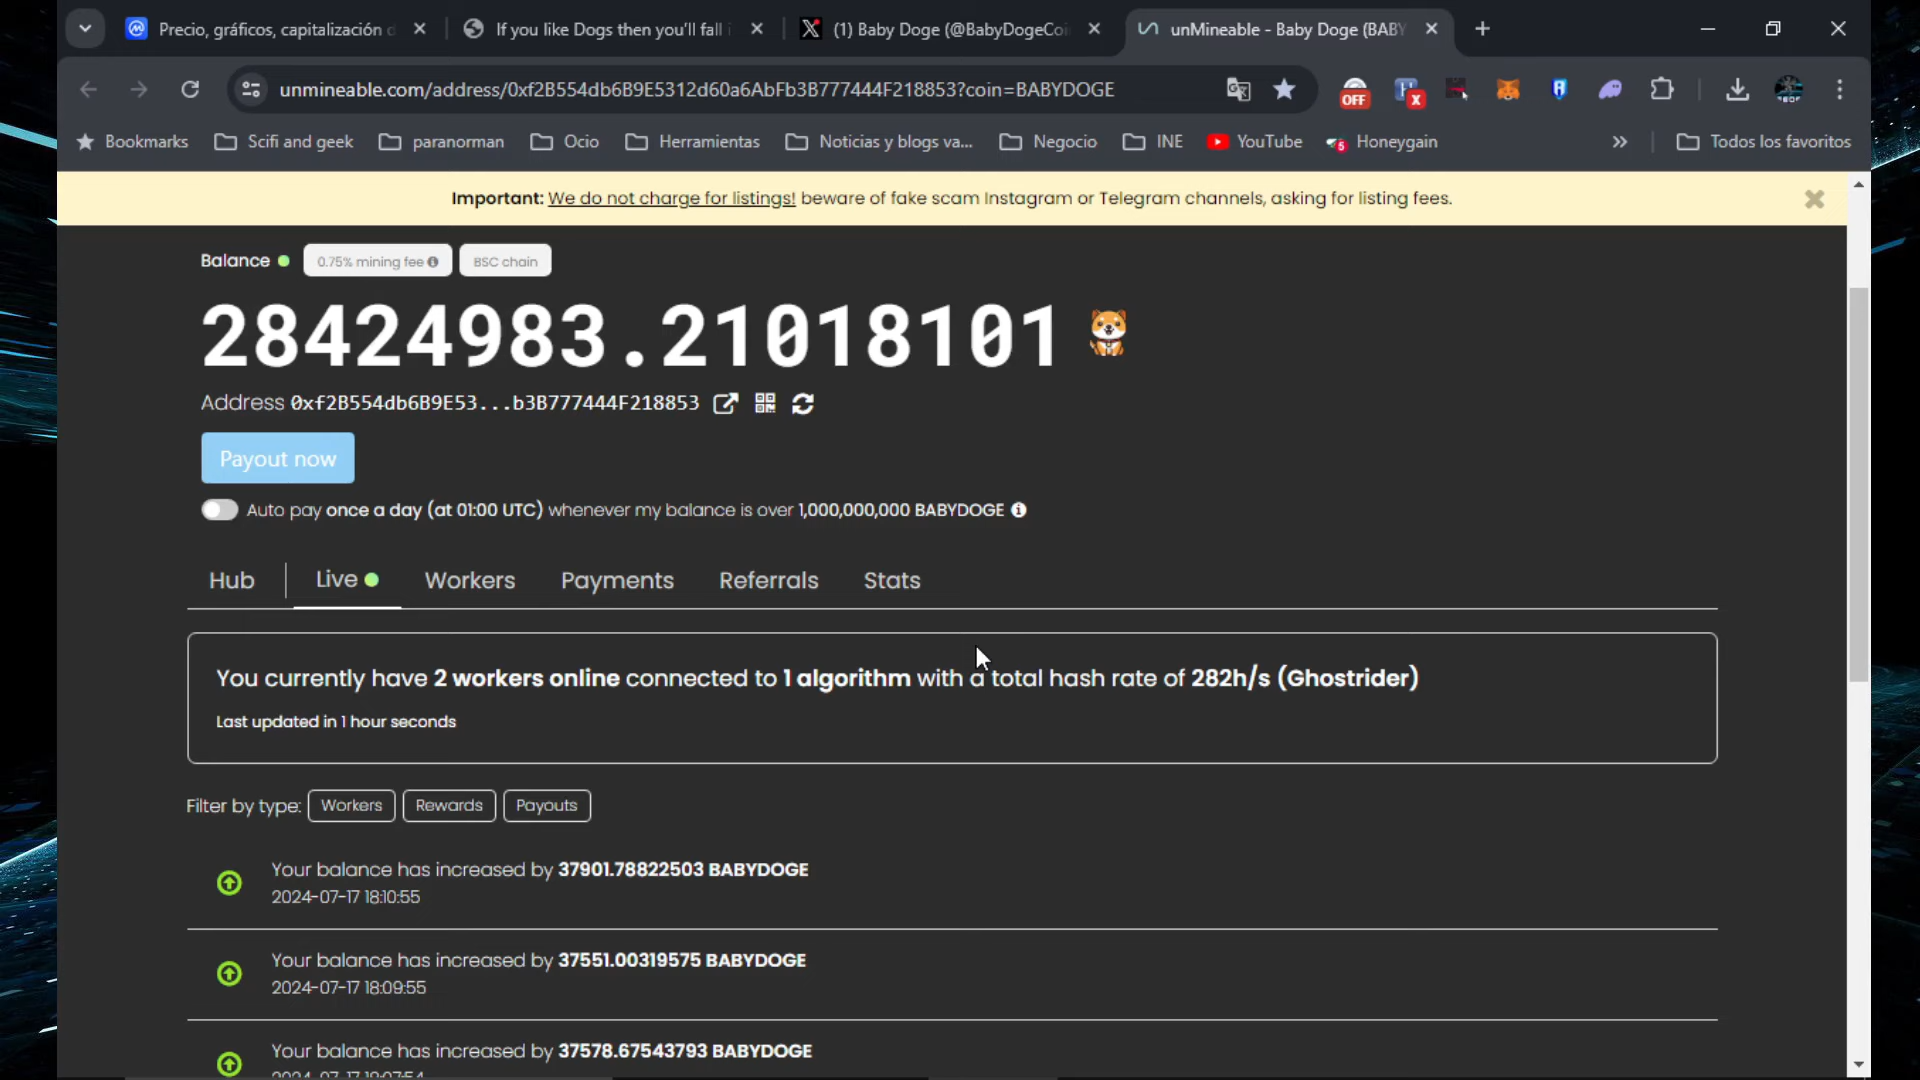 Precio, gráficos, capitalización d
If you like Dogs then you'll fall i
(1) Baby Doge (@BabyDogeCoi
unMineable - Baby Doge (BABY
unmineable.com/address/0xf2B554db6B9E5312d60a6AbFb3B777444F218853?coin=BABYDOGE
OFF
x
Bookmarks
Scifi and geek
paranorman
Ocio
Herramientas
Noticias y blogs va...
Negocio
INE
YouTube
5
Honeygain
»
Todos los favoritos
Important: We do not charge for listings! beware of fake scam Instagram or Telegram channels, asking for listing fees.
Balance
0.75% mining fee
BSC chain
28424983.21018101
Address 0xf2B554db6B9E53...b3B777444F218853
Payout now
Auto pay once a day (at 01:00 UTC) whenever my balance is over 1,000,000,000 BABYDOGE
Hub
Live
Workers
Payments
Referrals
Stats
You currently have 2 workers online connected to 1 algorithm with a total hash rate of 282h/s (Ghostrider)
Last updated in 1 hour seconds
Filter by type:
Workers
Rewards
Payouts
Your balance has increased by 37901.78822503 BABYDOGE
2024-07-17 18:10:55
Your balance has increased by 37551.00319575 BABYDOGE
2024-07-17 18:09:55
Your balance has increased by 37578.67543793 BABYDOGE
2024-07-17 18:07:54